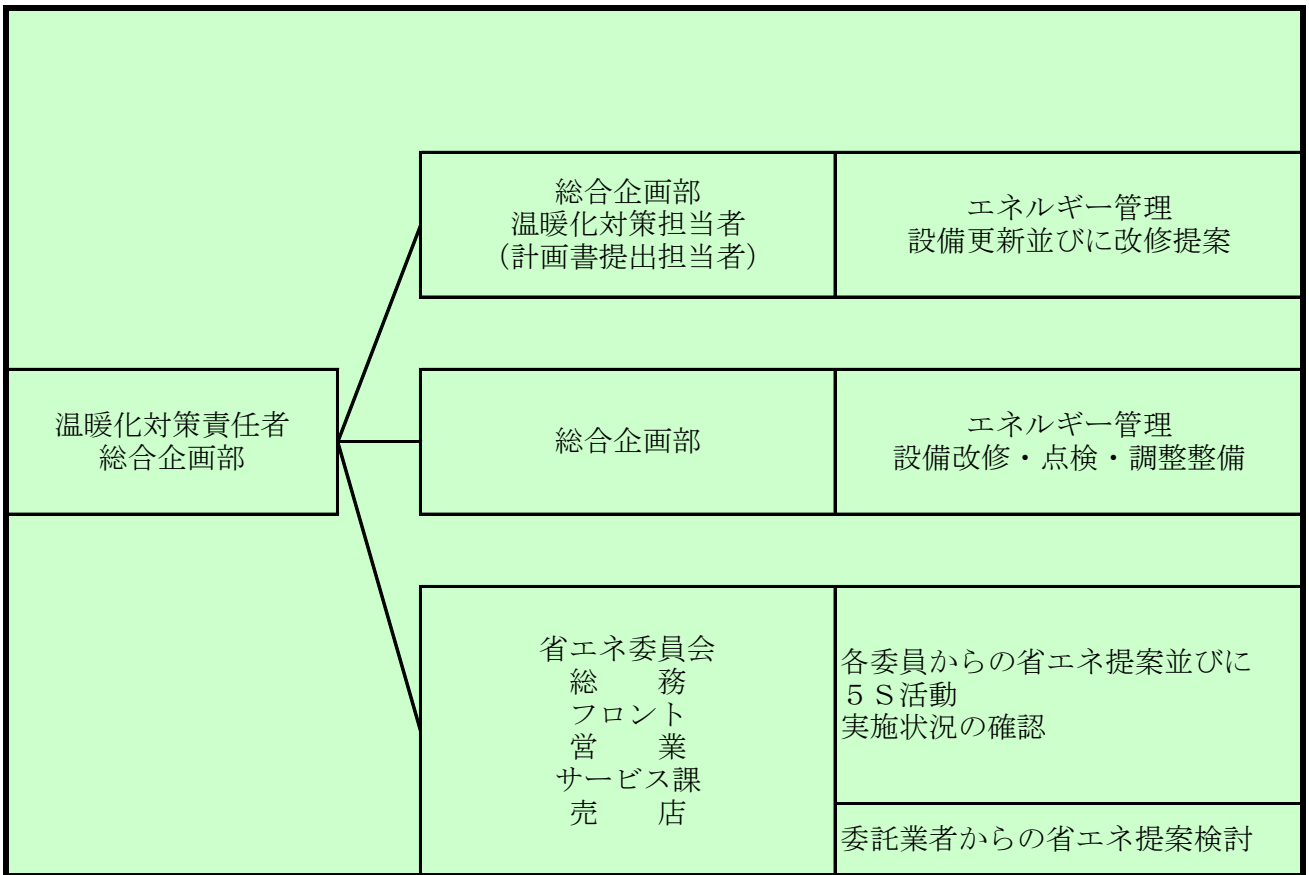 総合企画部
温暖化対策担当者
（計画書提出担当者）
エネルギー管理
設備更新並びに改修提案
温暖化対策責任者
総合企画部
総合企画部
エネルギー管理
設備改修・点検・調整整備
省エネ委員会
総　　務
フロント
営　　業
サービス課
売　　店
各委員からの省エネ提案並びに
５Ｓ活動
実施状況の確認
委託業者からの省エネ提案検討